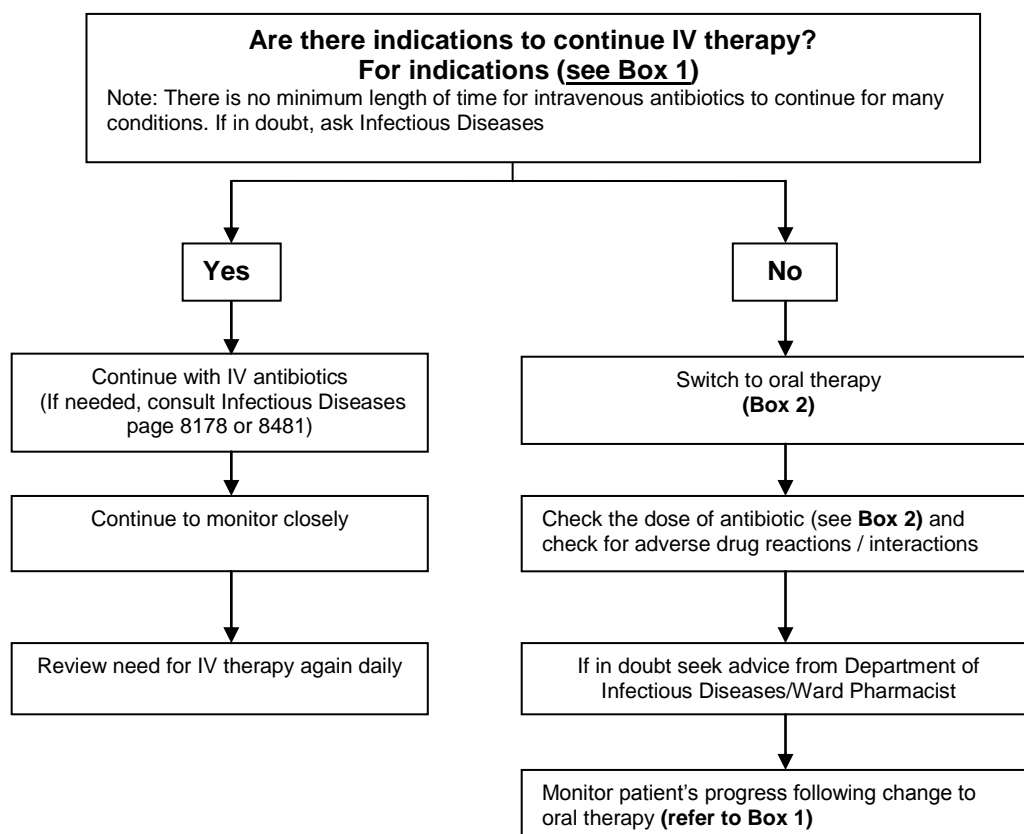 Are there indications to continue IV therapy?
For indications (see Box 1)
Note: There is no minimum length of time for intravenous antibiotics to continue for many
conditions. If in doubt, ask Infectious Diseases
Yes
No
Continue with IV antibiotics
(If needed, consult Infectious Diseases
page 8178 or 8481)
Switch to oral therapy
(Box 2)
Continue to monitor closely
Check the dose of antibiotic (see Box 2) and
check for adverse drug reactions / interactions
Review need for IV therapy again daily
If in doubt seek advice from Department of
Infectious Diseases/Ward Pharmacist
Monitor patient's progress following change to
oral therapy (refer to Box 1)